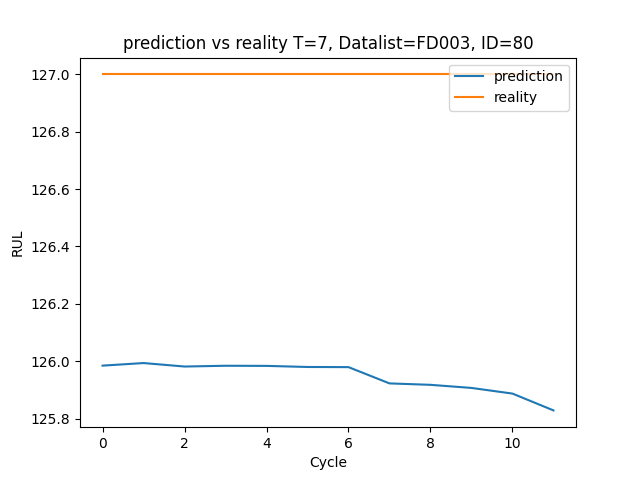 prediction vs reality T=7, Datalist=FD003, ID=80
127.0
126.8
126.6
126.4
126.2
126.0
125.8
RUL
prediction
reality
0 2 4 6 8 10
Cycle